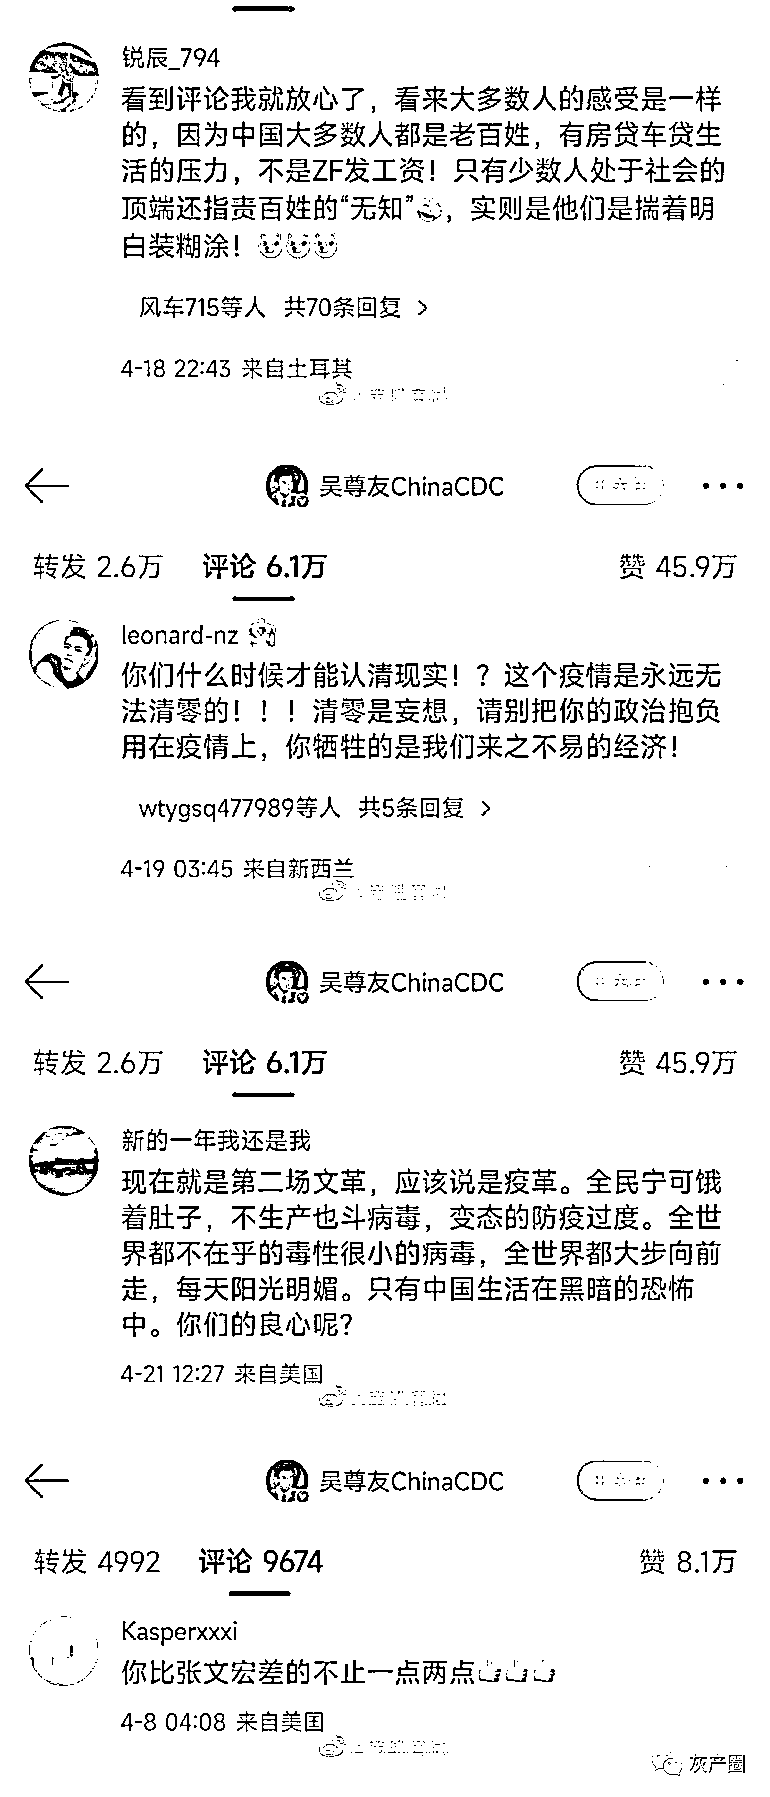 锐辰_794
看到评论我就放心了，看来大多数人的感受是一样
的，因为中国大多数人都是老百姓，有房贷车贷生
活的压力，不是ZF发工资！只有少数人处于社会的
顶端还指责百姓的“无知”，实则是他们是揣着明
白装糊涂！
风车715等人 共70条回复 >
4-18 22:43 来自土耳其
吴尊友ChinaCDC
转发 2.6万 评论 6.1万 赞 45.9万
leonard-nz
你们什么时候才能认清现实！？这个疫情是永远无
法清零的！！！清零是妄想，请别把你的政治抱负
用在疫情上，你牺牲的是我们来之不易的经济！
wtygsq477989等人 共5条回复 >
4-19 03:45 来自新西兰
吴尊友ChinaCDC
转发 2.6万 评论 6.1万 赞 45.9万
新的一年我还是我
现在就是第二场文革，应该说是疫革。全民宁可饿
着肚子，不生产也斗病毒，变态的防疫过度。全世
界都不在乎的毒性很小的病毒，全世界都大步向前
走，每天阳光明媚。只有中国生活在黑暗的恐怖
中。你们的良心呢？
4-21 12:27 来自美国
吴尊友ChinaCDC
转发 4992 评论 9674 赞 8.1万
Kasperxxxi
你比张文宏差的不止一点两点
4-8 04:08 来自美国
灰产圈